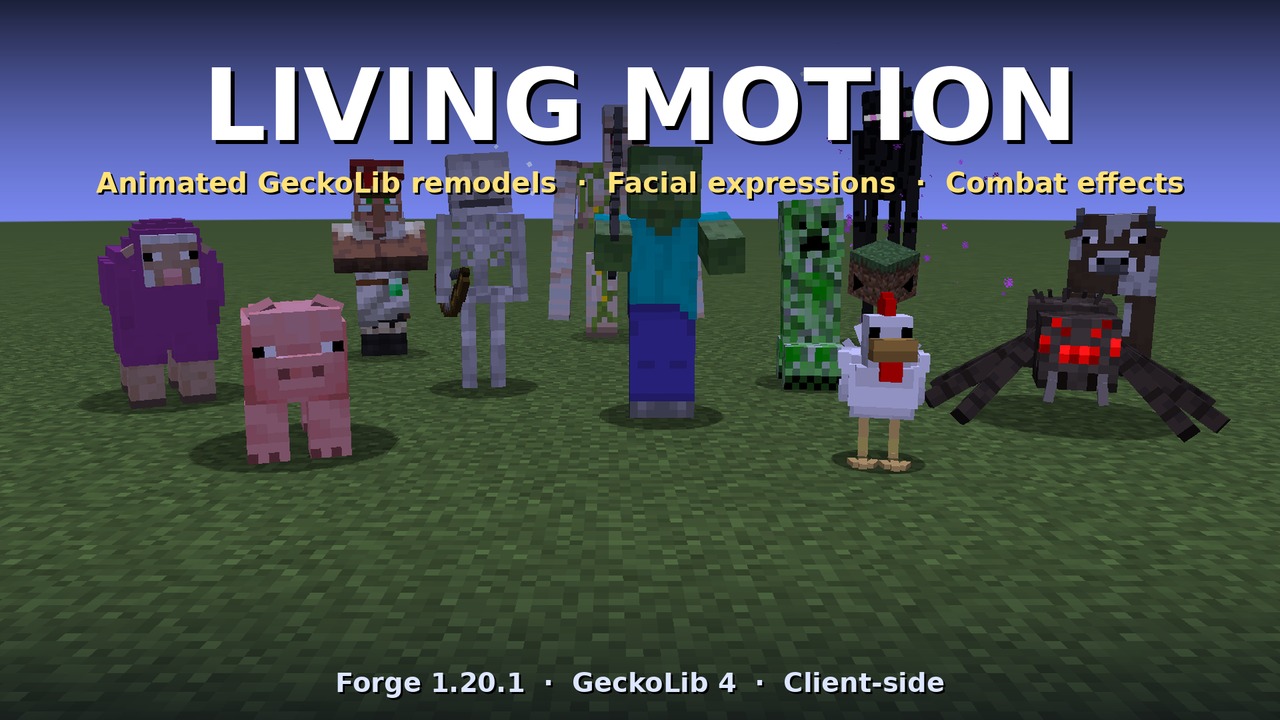 LIVING MOTION
Animated GeckoLib remodels · Facial expressions · Combat effects
Forge 1.20.1 · GeckoLib 4 · Client-side